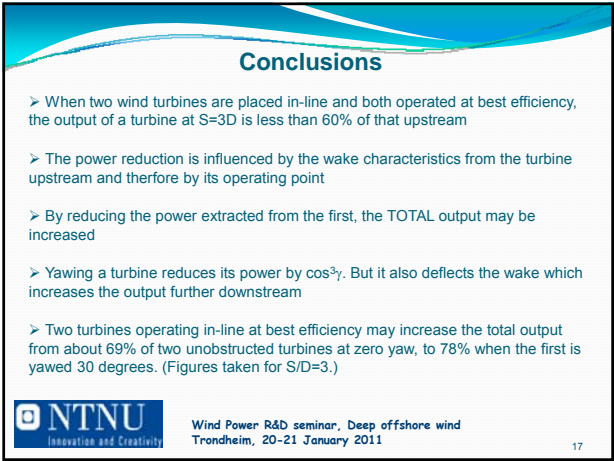 Conclusions
➢ When two wind turbines are placed in-line and both operated at best efficiency,
the output of a turbine at S=3D is less than 60% of that upstream
➢ The power reduction is influenced by the wake characteristics from the turbine
upstream and therfore by its operating point
➢ By reducing the power extracted from the first, the TOTAL output may be
increased
➢ Yawing a turbine reduces its power by cos³γ. But it also deflects the wake which
increases the output further downstream
➢ Two turbines operating in-line at best efficiency may increase the total output
from about 69% of two unobstructed turbines at zero yaw, to 78% when the first is
yawed 30 degrees. (Figures taken for S/D=3.)
NTNU
Innovation and Creativity
Wind Power R&D seminar, Deep offshore wind
Trondheim, 20-21 January 2011
17